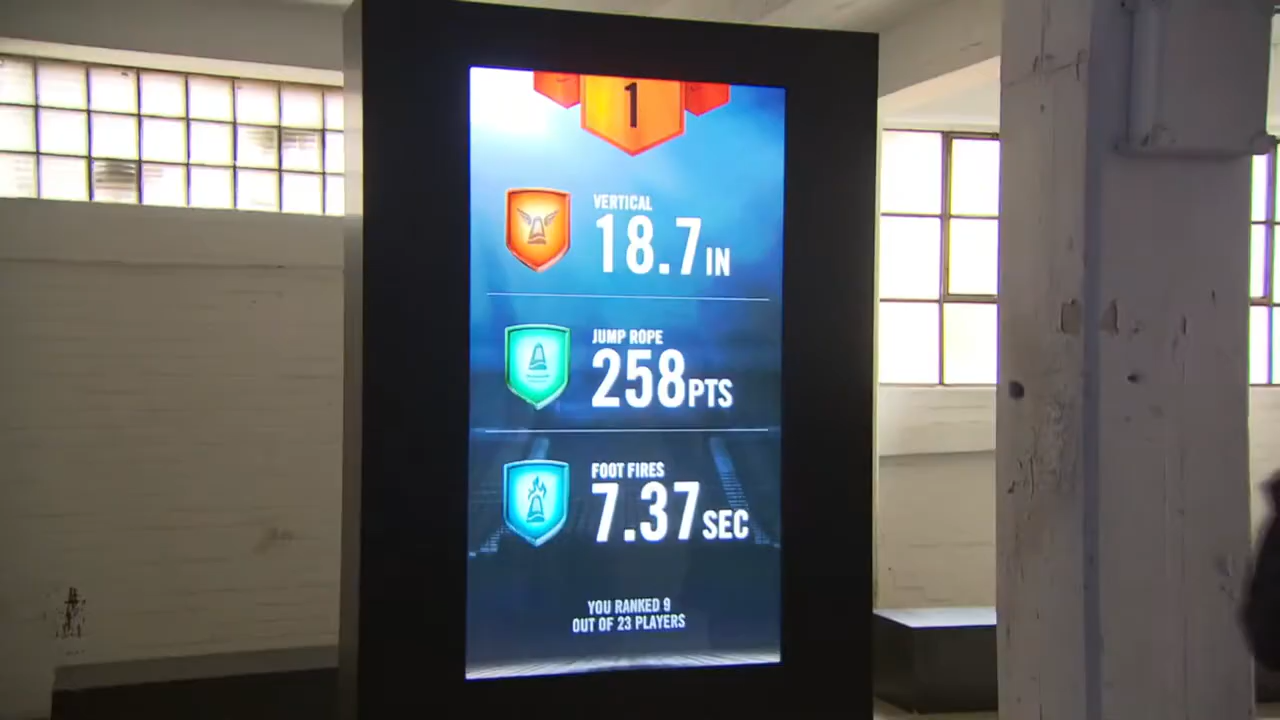 1
VERTICAL
18.7IN
JUMP ROPE
258PTS
FOOT FIRES
7.37SEC
YOU RANKED 9
OUT OF 23 PLAYERS